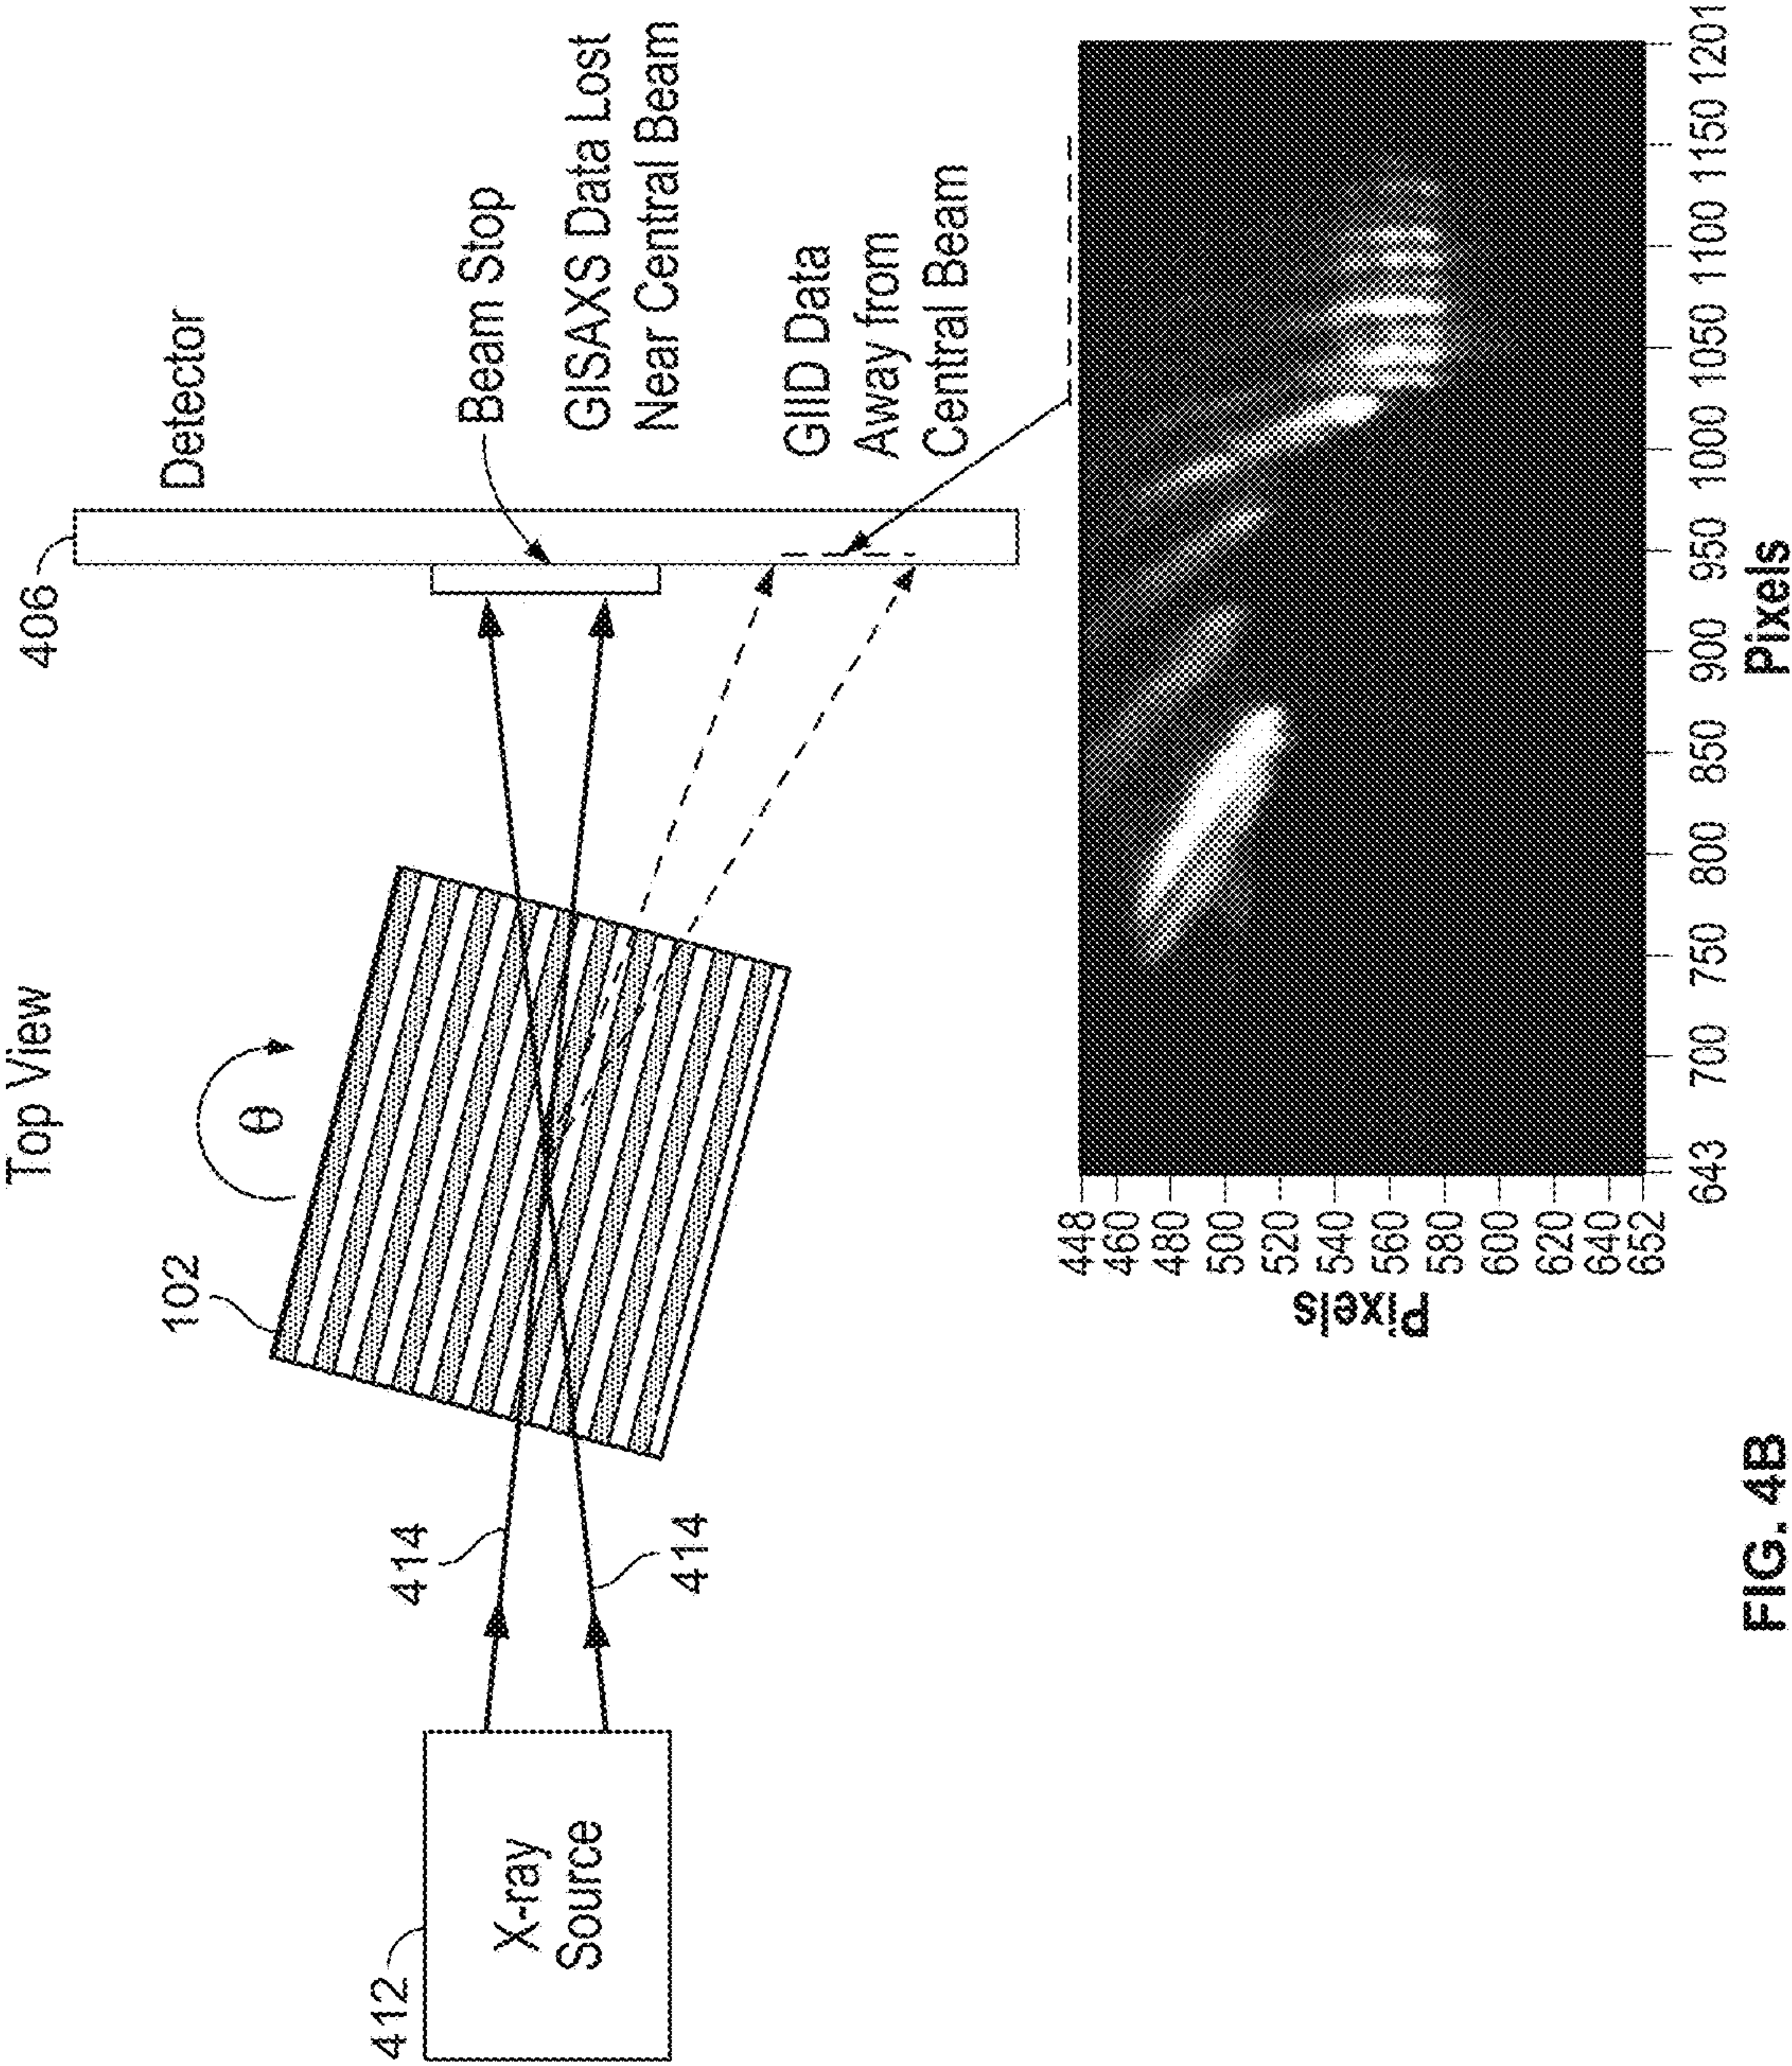 Top View
406
Detector
102
θ
Beam Stop
GISAXS Data Lost
Near Central Beam
GIID Data
Away from
Central Beam
412
X-ray
Source
414
414
Pixels
448
460
480
500
520
540
560
580
600
620
640
652
643 700 750 800 850 900 950 1000 1050 1100 1150 1201
Pixels
FIG. 4B